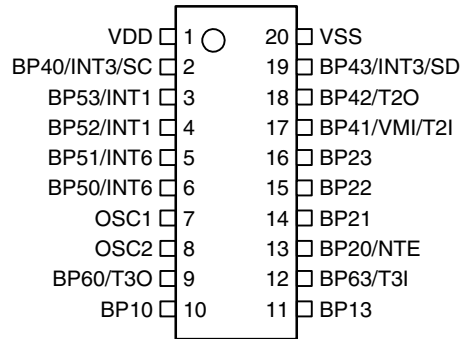 VDD 1 20 VSS
BP40/INT3/SC 2 19 BP43/INT3/SD
BP53/INT1 3 18 BP42/T2O
BP52/INT1 4 17 BP41/VMI/T2I
BP51/INT6 5 16 BP23
BP50/INT6 6 15 BP22
OSC1 7 14 BP21
OSC2 8 13 BP20/NTE
BP60/T3O 9 12 BP63/T3I
BP10 10 11 BP13